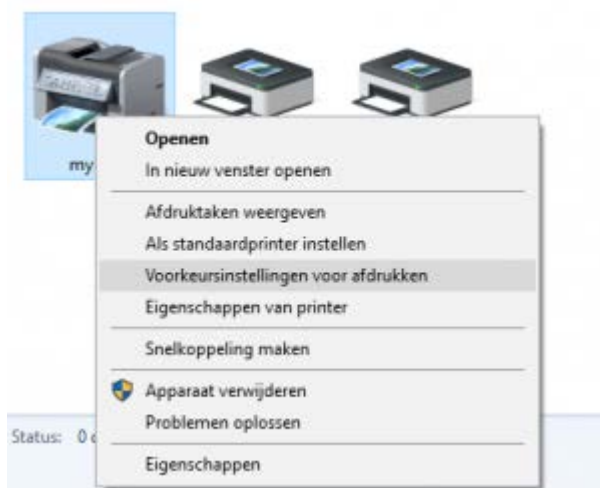 my
Openen
In nieuw venster openen
Afdruktaken weergeven
Als standaardprinter instellen
Voorkeursinstellingen voor afdrukken
Eigenschappen van printer
Snelkoppeling maken
Apparaat verwijderen
Problemen oplossen
Status: 0
Eigenschappen